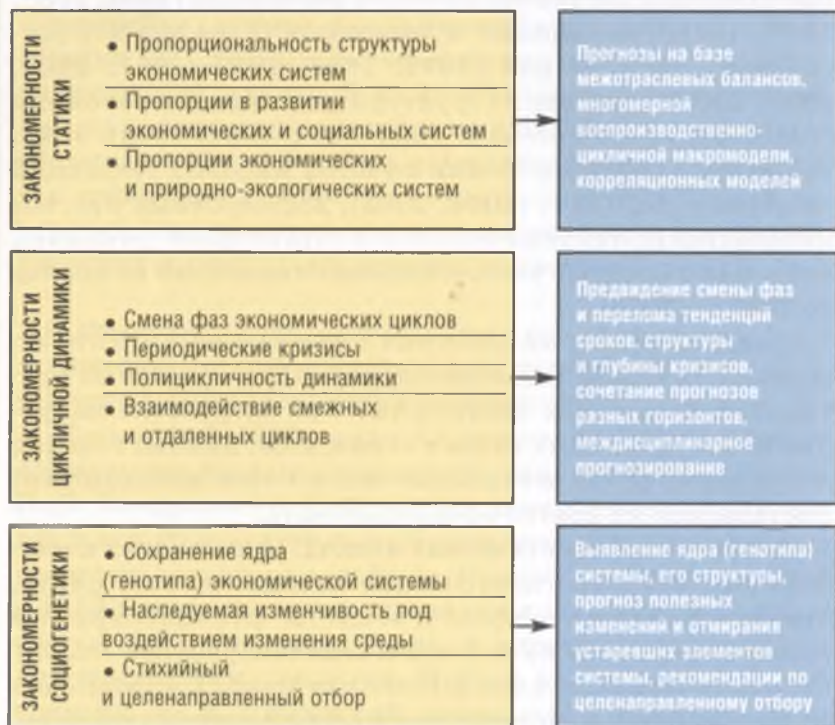 ЗАКОНОМЕРНОСТИ
СТАТИКИ
• Пропорциональность структуры
экономических систем
• Пропорции в развитии
экономических и социальных систем
• Пропорции экономических
и природно-экологических систем
Прогнозы на базе
межотраслевых балансов,
многомерной
воспроизводственно-
цикличной макромодели,
корреляционных моделей
ЗАКОНОМЕРНОСТИ
ЦИКЛИЧНОЙ ДИНАМИКИ
• Смена фаз экономических циклов
• Периодические кризисы
• Полицикличность динамики
• Взаимодействие смежных
и отдаленных циклов
Предвидение смены фаз
и перелома тенденций
сроков, структуры
и глубины кризисов,
сочетание прогнозов
разных горизонтов,
междисциплинарное
прогнозирование
ЗАКОНОМЕРНОСТИ
СОЦИОГЕНЕТИКИ
• Сохранение ядра
(генотипа) экономической системы
• Наследуемая изменчивость под
воздействием изменения среды
• Стихийный
и целенаправленный отбор
Выявление ядра (генотипа)
системы, его структуры,
прогноз полезных
изменений и отмирания
устаревших элементов
системы, рекомендации по
целенаправленному отбору